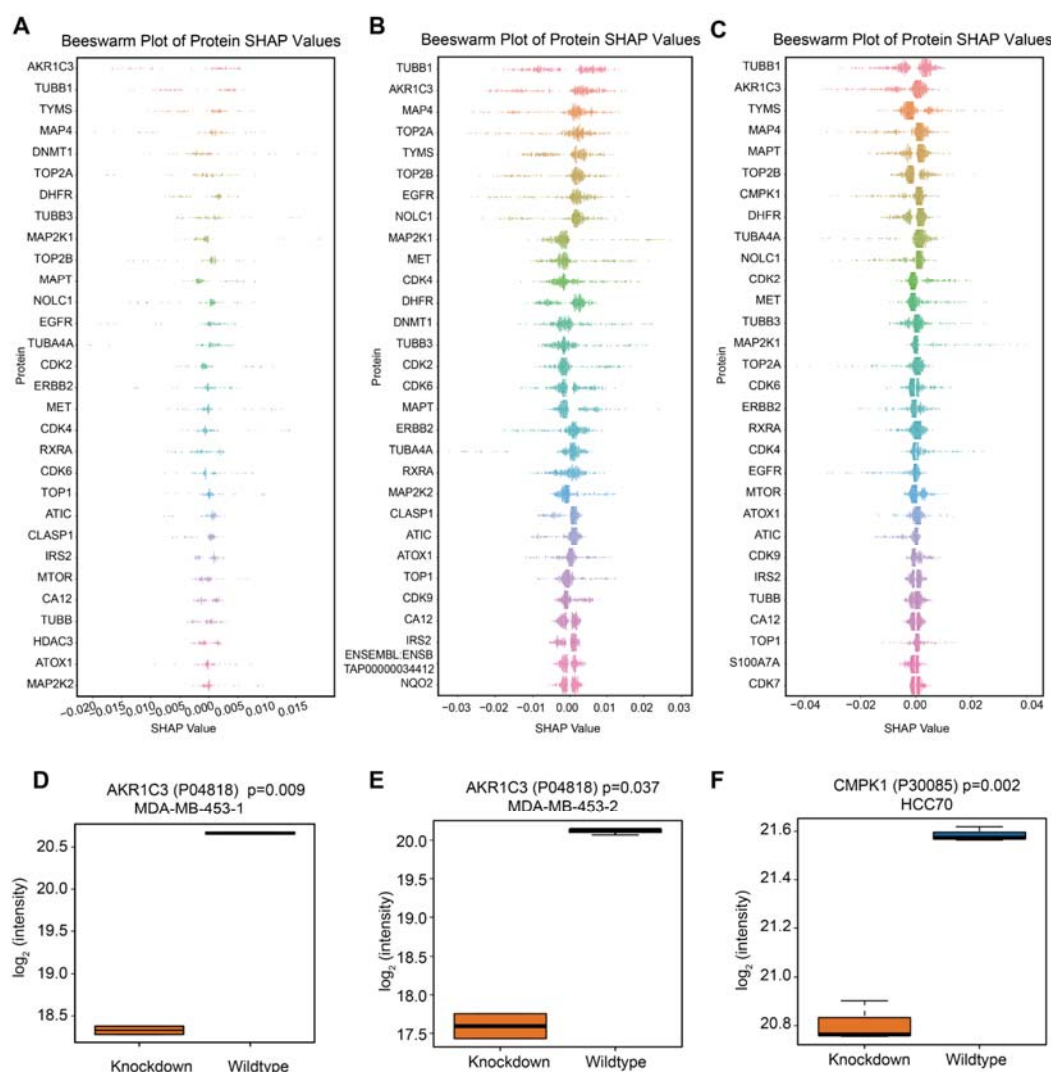 A
Beeswarm Plot of Protein SHAP Values
AKR1C3
TUBB1
TYMS
MAP4
DNMT1
TOP2A
DHFR
TUBB3
MAP2K1
TOP2B
MAPT
NOLC1
EGFR
TUBA4A
CDK2
ERBB2
MET
CDK4
RXRA
CDK6
TOP1
ATIC
CLASP1
IRS2
MTOR
CA12
TUBB
HDAC3
ATOX1
MAP2K2
Protein
−0.020
−0.015
−0.010
−0.005
0.000
0.005
0.010
0.015
SHAP Value
B
Beeswarm Plot of Protein SHAP Values
TUBB1
AKR1C3
MAP4
TOP2A
TYMS
TOP2B
EGFR
NOLC1
MAP2K1
MET
CDK4
DHFR
DNMT1
TUBB3
CDK2
CDK6
MAPT
ERBB2
TUBA4A
RXRA
MAP2K2
CLASP1
ATIC
ATOX1
TOP1
CDK9
CA12
IRS2
ENSEMBL:ENSB
TAP00000034412
NQO2
Protein
−0.03 −0.02 −0.01 0.00 0.01 0.02 0.03
SHAP Value
C
Beeswarm Plot of Protein SHAP Values
TUBB1
AKR1C3
TYMS
MAP4
MAPT
TOP2B
CMPK1
DHFR
TUBA4A
NOLC1
CDK2
MET
TUBB3
MAP2K1
TOP2A
CDK6
ERBB2
RXRA
CDK4
EGFR
MTOR
ATOX1
ATIC
CDK9
IRS2
TUBB
CA12
TOP1
S100A7A
CDK7
Protein
−0.04 −0.02 0.00 0.02 0.04
SHAP Value
D
AKR1C3 (P04818) p=0.009
MDA-MB-453-1
20.5
20.0
19.5
19.0
18.5
log2 (intensity)
Knockdown Wildtype
E
AKR1C3 (P04818) p=0.037
MDA-MB-453-2
20.0
19.5
19.0
18.5
18.0
17.5
log2 (intensity)
Knockdown Wildtype
F
CMPK1 (P30085) p=0.002
HCC70
21.6
21.4
21.2
21.0
20.8
log2 (intensity)
Knockdown Wildtype